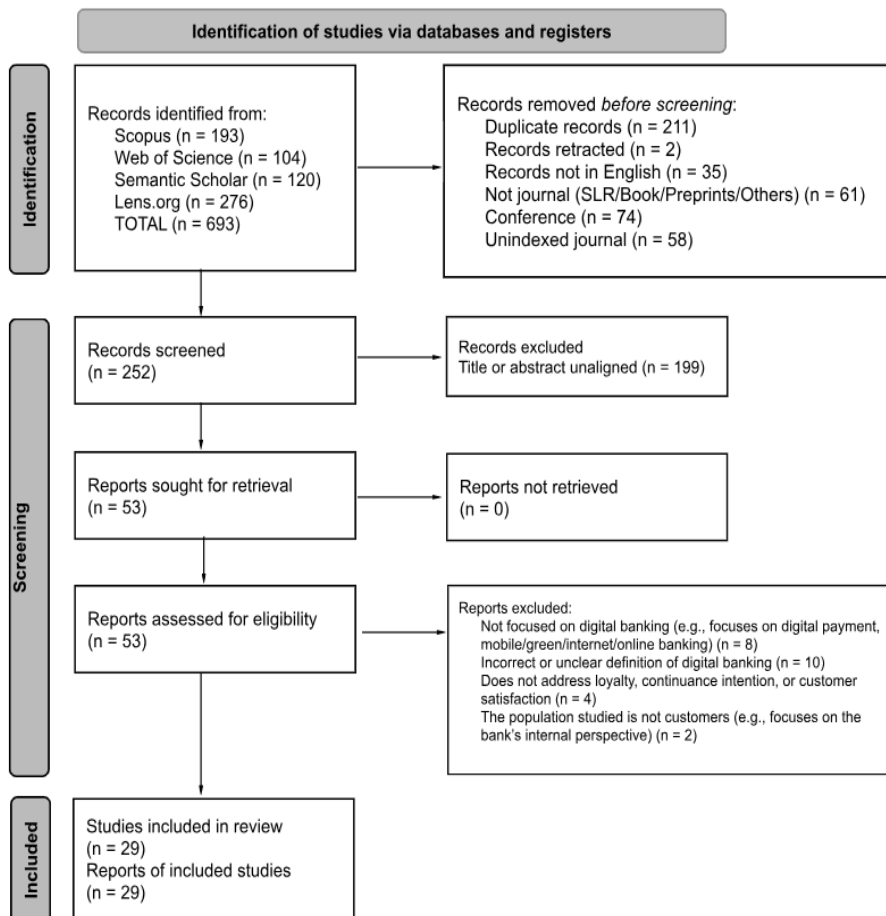 Identification of studies via databases and registers
Identification
Records identified from:
Scopus (n = 193)
Web of Science (n = 104)
Semantic Scholar (n = 120)
Lens.org (n = 276)
TOTAL (n = 693)
Records removed before screening:
Duplicate records (n = 211)
Records retracted (n = 2)
Records not in English (n = 35)
Not journal (SLR/Book/Preprints/Others) (n = 61)
Conference (n = 74)
Unindexed journal (n = 58)
Screening
Records screened
(n = 252)
Records excluded
Title or abstract unaligned (n = 199)
Reports sought for retrieval
(n = 53)
Reports not retrieved
(n = 0)
Reports assessed for eligibility
(n = 53)
Reports excluded:
Not focused on digital banking (e.g., focuses on digital payment,
mobile/green/internet/online banking) (n = 8)
Incorrect or unclear definition of digital banking (n = 10)
Does not address loyalty, continuance intention, or customer
satisfaction (n = 4)
The population studied is not customers (e.g., focuses on the
bank's internal perspective) (n = 2)
Included
Studies included in review
(n = 29)
Reports of included studies
(n = 29)